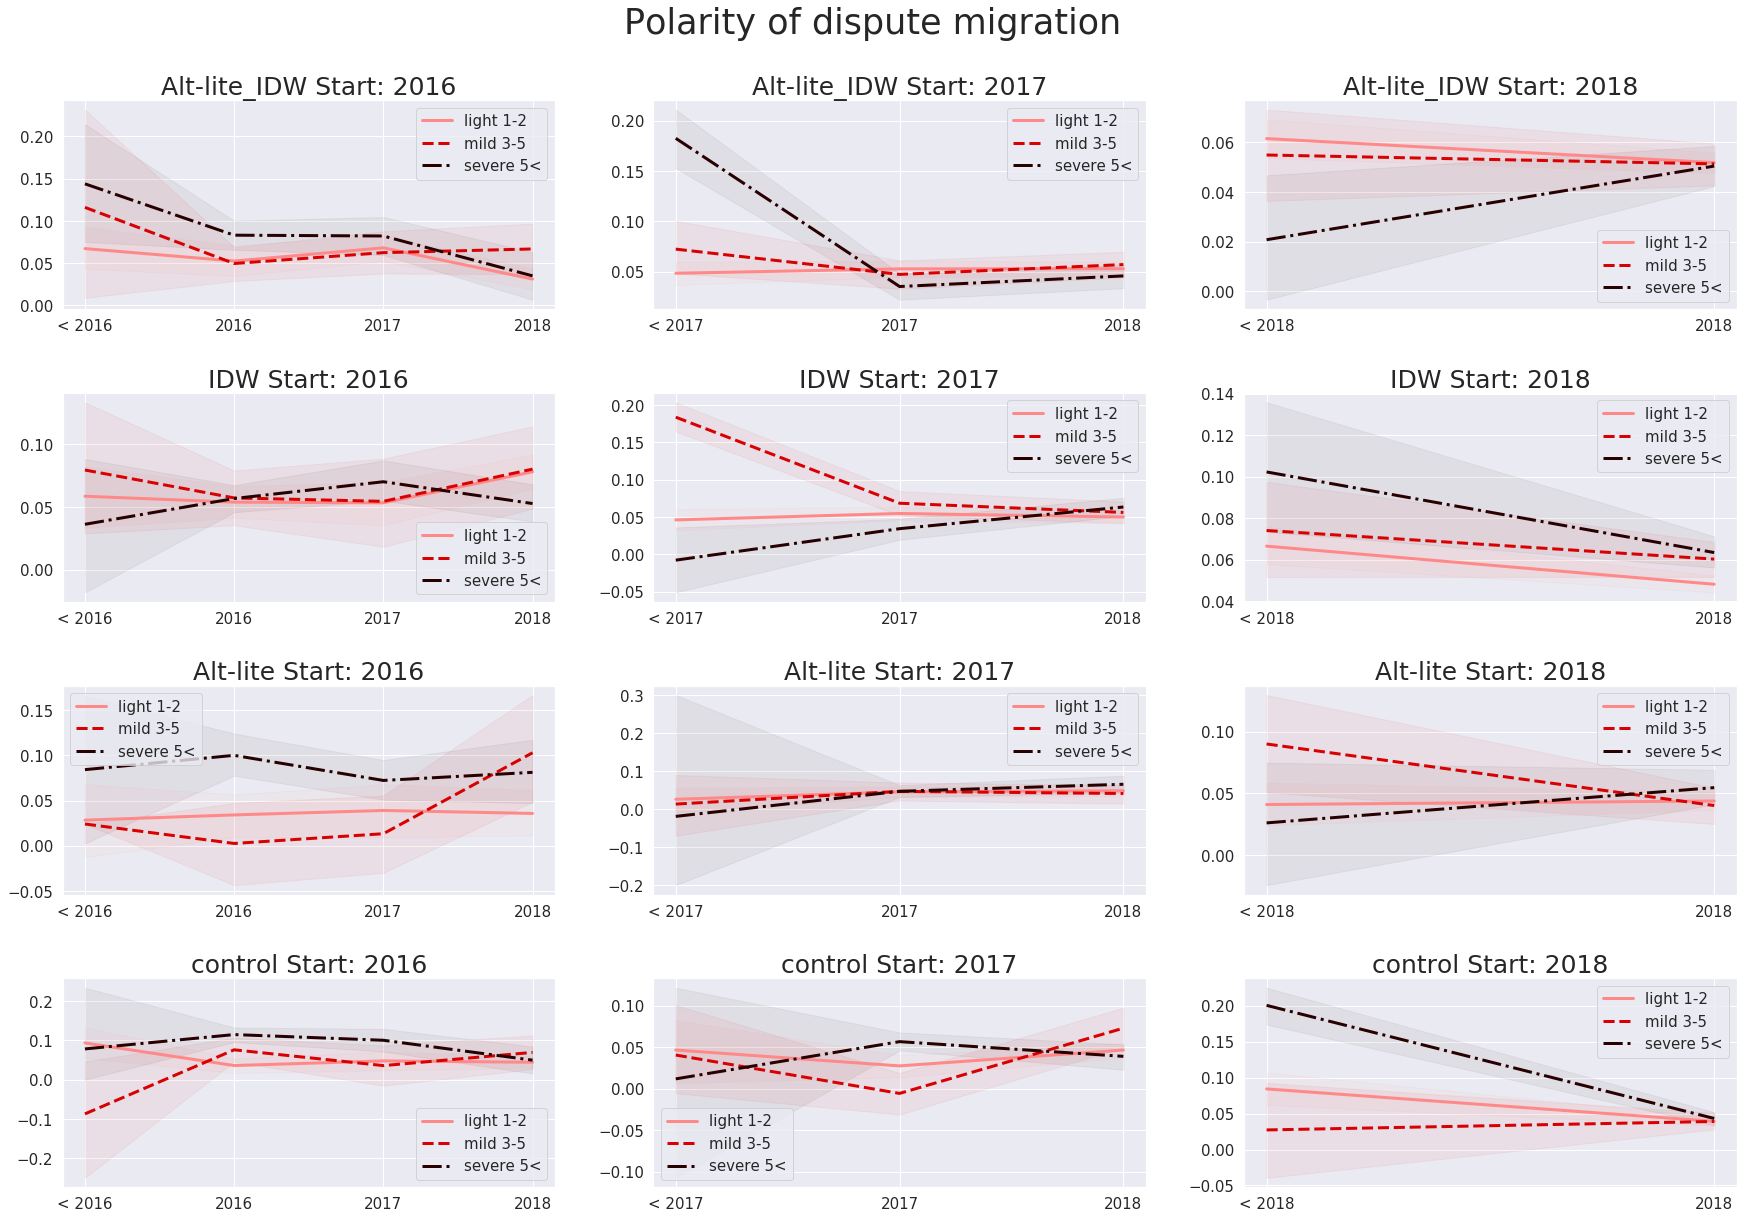 Polarity of dispute migration
Alt-lite_IDW Start: 2016
0.20
0.15
0.10
0.05
0.00
< 2016 2016 2017 2018
light 1-2
mild 3-5
severe 5<
Alt-lite_IDW Start: 2017
0.20
0.15
0.10
0.05
< 2017 2017 2018
light 1-2
mild 3-5
severe 5<
Alt-lite_IDW Start: 2018
0.06
0.04
0.02
0.00
< 2018 2018
light 1-2
mild 3-5
severe 5<
IDW Start: 2016
0.10
0.05
0.00
< 2016 2016 2017 2018
light 1-2
mild 3-5
severe 5<
IDW Start: 2017
0.20
0.15
0.10
0.05
0.00
−0.05
< 2017 2017 2018
light 1-2
mild 3-5
severe 5<
IDW Start: 2018
0.14
0.12
0.10
0.08
0.06
0.04
< 2018 2018
light 1-2
mild 3-5
severe 5<
Alt-lite Start: 2016
0.15
0.10
0.05
0.00
−0.05
< 2016 2016 2017 2018
light 1-2
mild 3-5
severe 5<
Alt-lite Start: 2017
0.3
0.2
0.1
0.0
−0.1
−0.2
< 2017 2017 2018
light 1-2
mild 3-5
severe 5<
Alt-lite Start: 2018
0.10
0.05
0.00
< 2018 2018
light 1-2
mild 3-5
severe 5<
control Start: 2016
0.2
0.1
0.0
−0.1
−0.2
< 2016 2016 2017 2018
light 1-2
mild 3-5
severe 5<
control Start: 2017
0.10
0.05
0.00
−0.05
−0.10
< 2017 2017 2018
light 1-2
mild 3-5
severe 5<
control Start: 2018
0.20
0.15
0.10
0.05
0.00
−0.05
< 2018 2018
light 1-2
mild 3-5
severe 5<